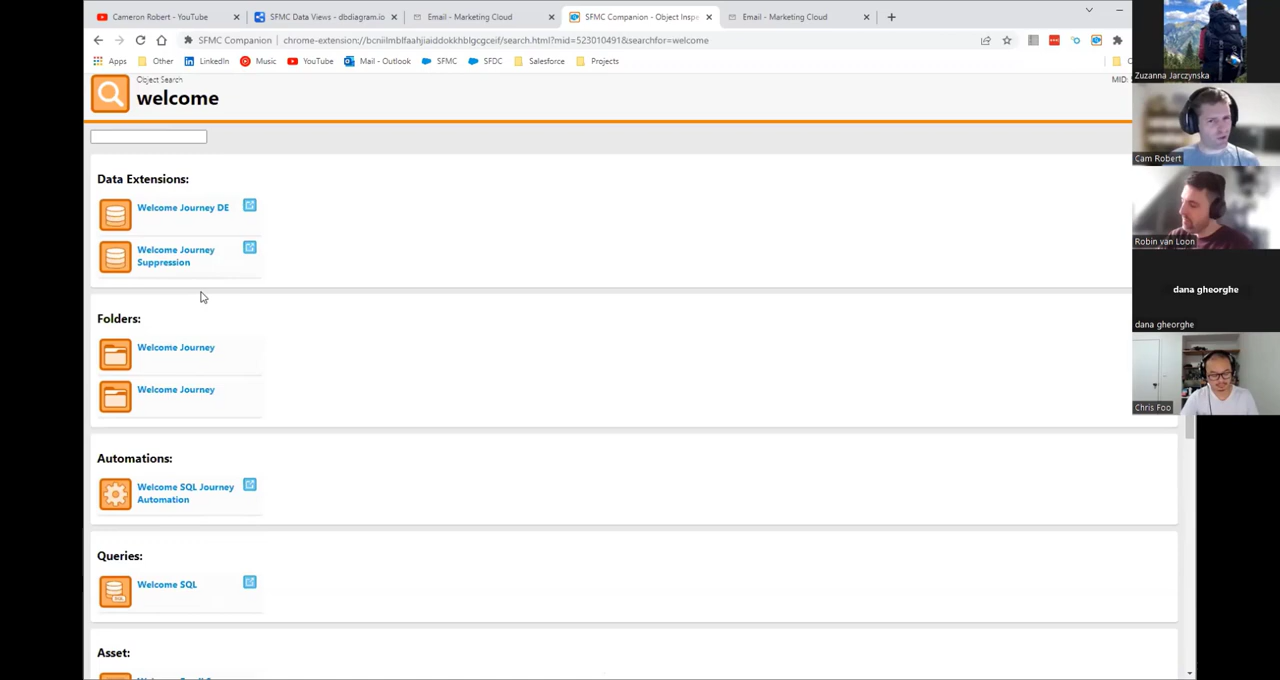 Cameron Robert - YouTube
SFMC Data Views - dbdiagram.io
Email - Marketing Cloud
SFMC Companion - Object Insp
Email - Marketing Cloud
SFMC Companion
chrome-extension://bcniilmblfaahjiaiddokkhblgcgceif/search.html?mid=523010491&searchfor=welcome
Apps
Other
LinkedIn
Music
YouTube
Mail - Outlook
SFMC
SFDC
Salesforce
Projects
Object Search
welcome
MID:
Data Extensions:
Welcome Journey DE
Welcome Journey
Suppression
Folders:
Welcome Journey
Welcome Journey
Automations:
Welcome SQL Journey
Automation
Queries:
Welcome SQL
SQL
Asset:
Zuzanna Jarczynska
Cam Robert
Robin van Loon
dana gheorghe
dana gheorghe
Chris Foo